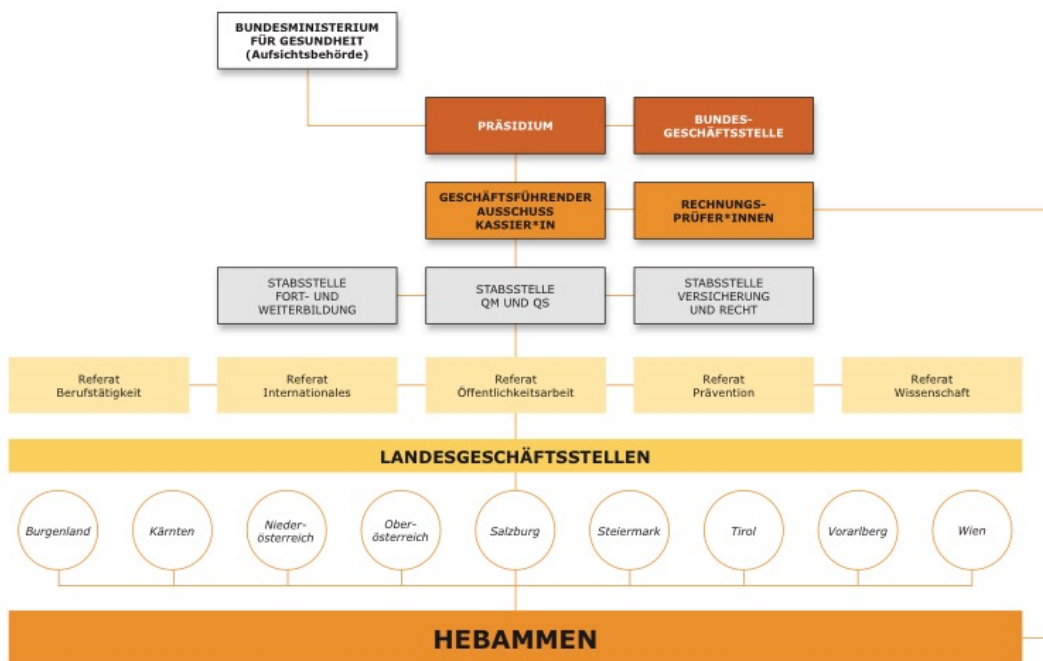 BUNDESMINISTERIUM
FÜR GESUNDHEIT
(Aufsichtsbehörde)
PRÄSIDIUM
BUNDES-
GESCHÄFTSSTELLE
GESCHÄFTSFÜHRENDER
AUSSCHUSS
KASSIER*IN
RECHNUNGS-
PRÜFER*INNEN
STABSSTELLE
FORT- UND
WEITERBILDUNG
STABSSTELLE
QM UND QS
STABSSTELLE
VERSICHERUNG
UND RECHT
Referat
Berufstätigkeit
Referat
Internationales
Referat
Öffentlichkeitsarbeit
Referat
Prävention
Referat
Wissenschaft
LANDESGESCHÄFTSSTELLEN
Burgenland
Kärnten
Nieder-
österreich
Ober-
österreich
Salzburg
Steiermark
Tirol
Vorarlberg
Wien
HEBAMMEN